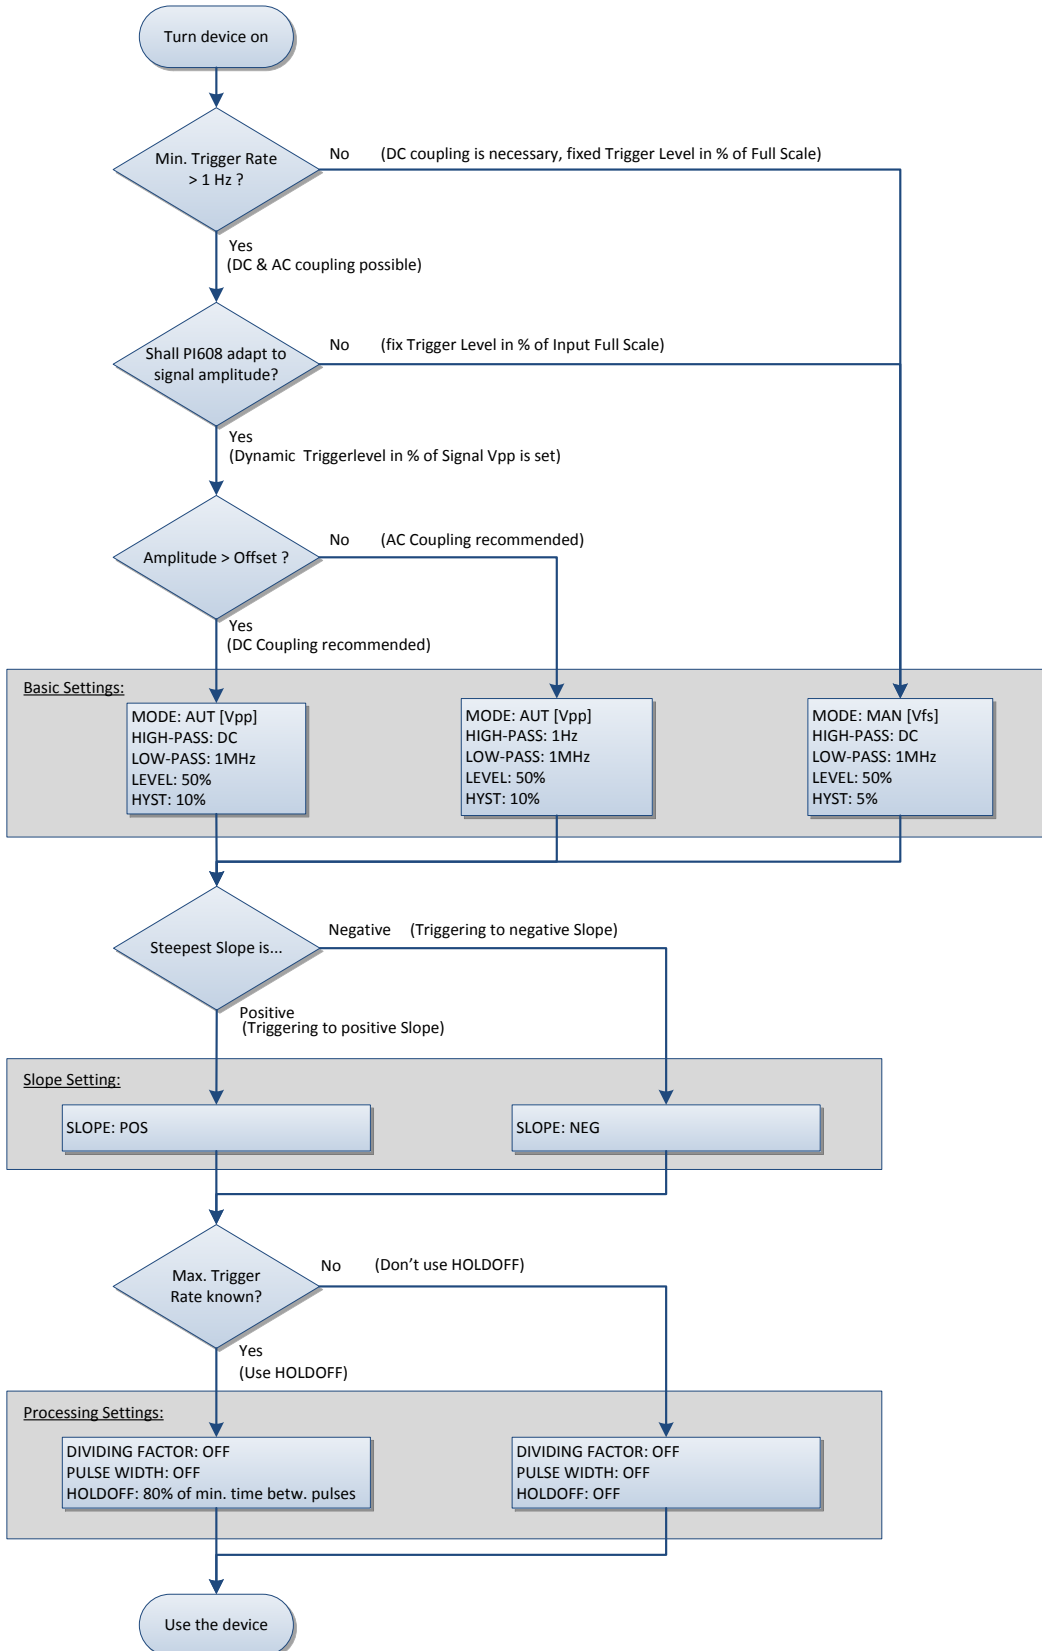 Turn device on
Min. Trigger Rate
> 1 Hz ?
No (DC coupling is necessary, fixed Trigger Level in % of Full Scale)
Yes
(DC & AC coupling possible)
Shall PI608 adapt to
signal amplitude?
No (fix Trigger Level in % of Input Full Scale)
Yes
(Dynamic Triggerlevel in % of Signal Vpp is set)
Amplitude > Offset ?
No (AC Coupling recommended)
Yes
(DC Coupling recommended)
Basic Settings:
MODE: AUT [Vpp]
HIGH-PASS: DC
LOW-PASS: 1MHz
LEVEL: 50%
HYST: 10%
MODE: AUT [Vpp]
HIGH-PASS: 1Hz
LOW-PASS: 1MHz
LEVEL: 50%
HYST: 10%
MODE: MAN [Vfs]
HIGH-PASS: DC
LOW-PASS: 1MHz
LEVEL: 50%
HYST: 5%
Steepest Slope is...
Negative (Triggering to negative Slope)
Positive
(Triggering to positive Slope)
Slope Setting:
SLOPE: POS
SLOPE: NEG
Max. Trigger
Rate known?
No (Don’t use HOLDOFF)
Yes
(Use HOLDOFF)
Processing Settings:
DIVIDING FACTOR: OFF
PULSE WIDTH: OFF
HOLDOFF: 80% of min. time betw. pulses
DIVIDING FACTOR: OFF
PULSE WIDTH: OFF
HOLDOFF: OFF
Use the device